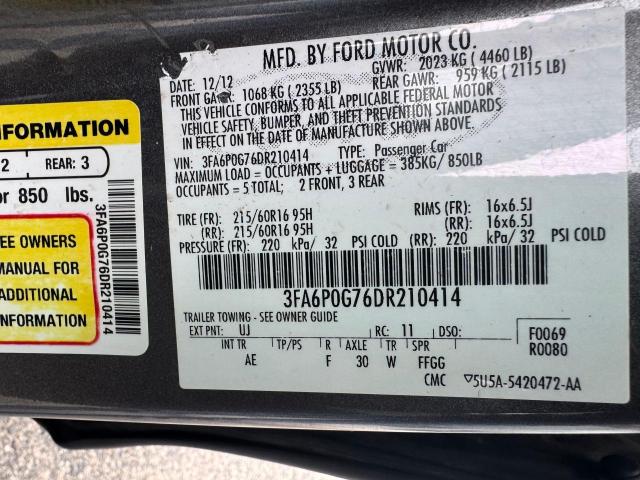 MFD. BY FORD MOTOR CO.
DATE: 12/12
GVWR: 2023 KG ( 4460 LB)
FRONT GAWR: 1068 KG ( 2355 LB)
REAR GAWR: 959 KG ( 2115 LB)
THIS VEHICLE CONFORMS TO ALL APPLICABLE FEDERAL MOTOR
VEHICLE SAFETY, BUMPER, AND THEFT PREVENTION STANDARDS
IN EFFECT ON THE DATE OF MANUFACTURE SHOWN ABOVE.
VIN: 3FA6P0G76DR210414 TYPE: Passenger Car
MAXIMUM LOAD = OCCUPANTS + LUGGAGE = 385KG/ 850LB
OCCUPANTS = 5 TOTAL; 2 FRONT, 3 REAR
TIRE (FR): 215/60R16 95H RIMS (FR): 16x6.5J
(RR): 215/60R16 95H (RR): 16x6.5J
PRESSURE (FR): 220 kPa/ 32 PSI COLD (RR): 220 kPa/ 32 PSI COLD
3FA6P0G76DR210414
TRAILER TOWING - SEE OWNER GUIDE
EXT PNT: UJ RC: 11 DSO:
F0069
R0080
INT TR TP/PS R AXLE TR SPR
AE F 30 W FFGG
CMC ▽5U5A-5420472-AA
INFORMATION
2 REAR: 3
or 850 lbs.
EE OWNERS
MANUAL FOR
ADDITIONAL
INFORMATION
3FA6P0G76DR210414